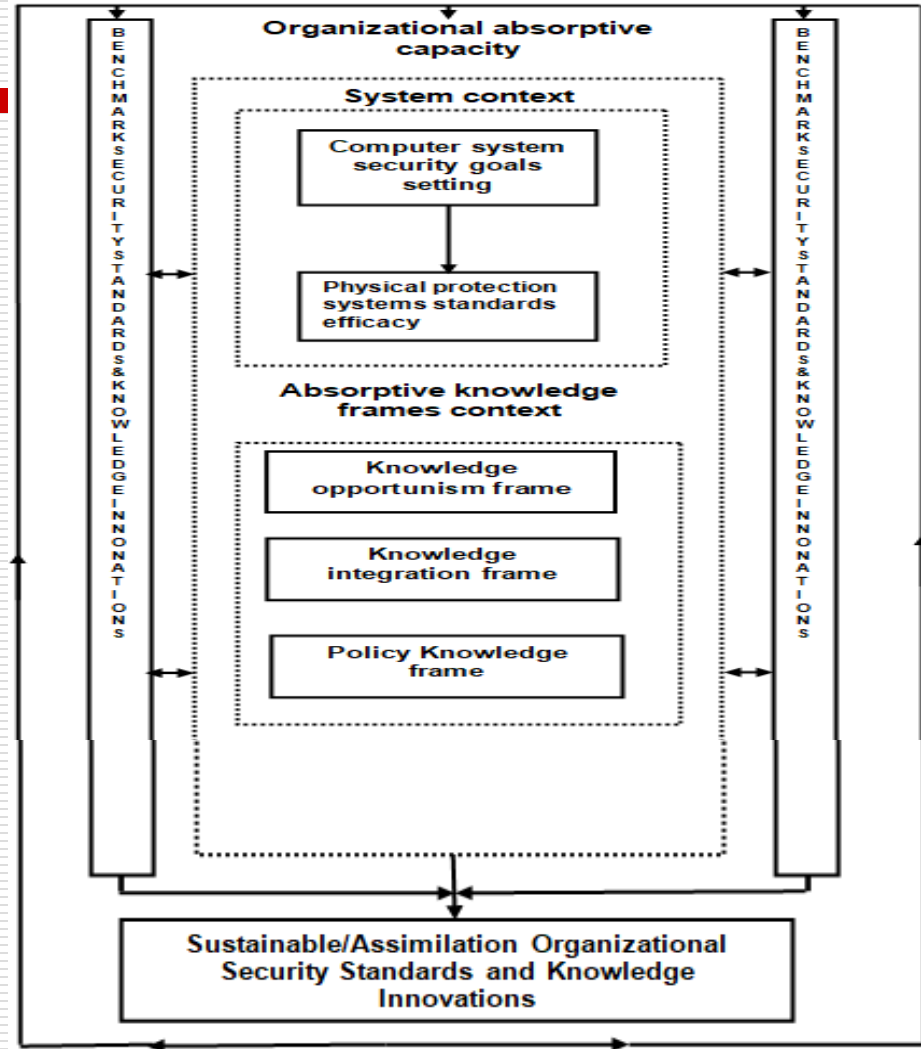 BENCHMARKSECURITYSTANDARDS&KNOWLEDGEINNONATIONS
Organizational absorptive
capacity
System context
Computer system
security goals
setting
Physical protection
systems standards
efficacy
Absorptive knowledge
frames context
Knowledge
opportunism frame
Knowledge
integration frame
Policy Knowledge
frame
BENCHMARKSECURITYSTANDARDS&KNOWLEDGEINNONATIONS
Sustainable/Assimilation Organizational
Security Standards and Knowledge
Innovations